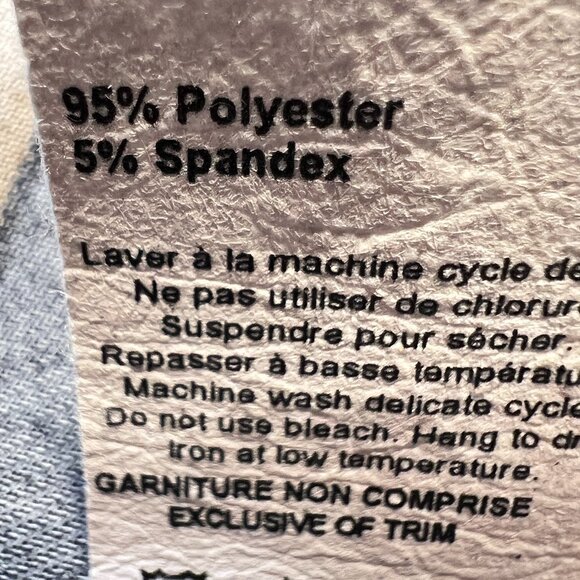 95% Polyester
5% Spandex
Laver à la machine cycle
Ne pas utiliser de
Suspendre pour sécher.
Repasser à basse
Machine wash delicate cycle
Do not use bleach. Hang to
Iron at low temperature.
GARNITURE NON COMPRISE
EXCLUSIVE OF TRIM